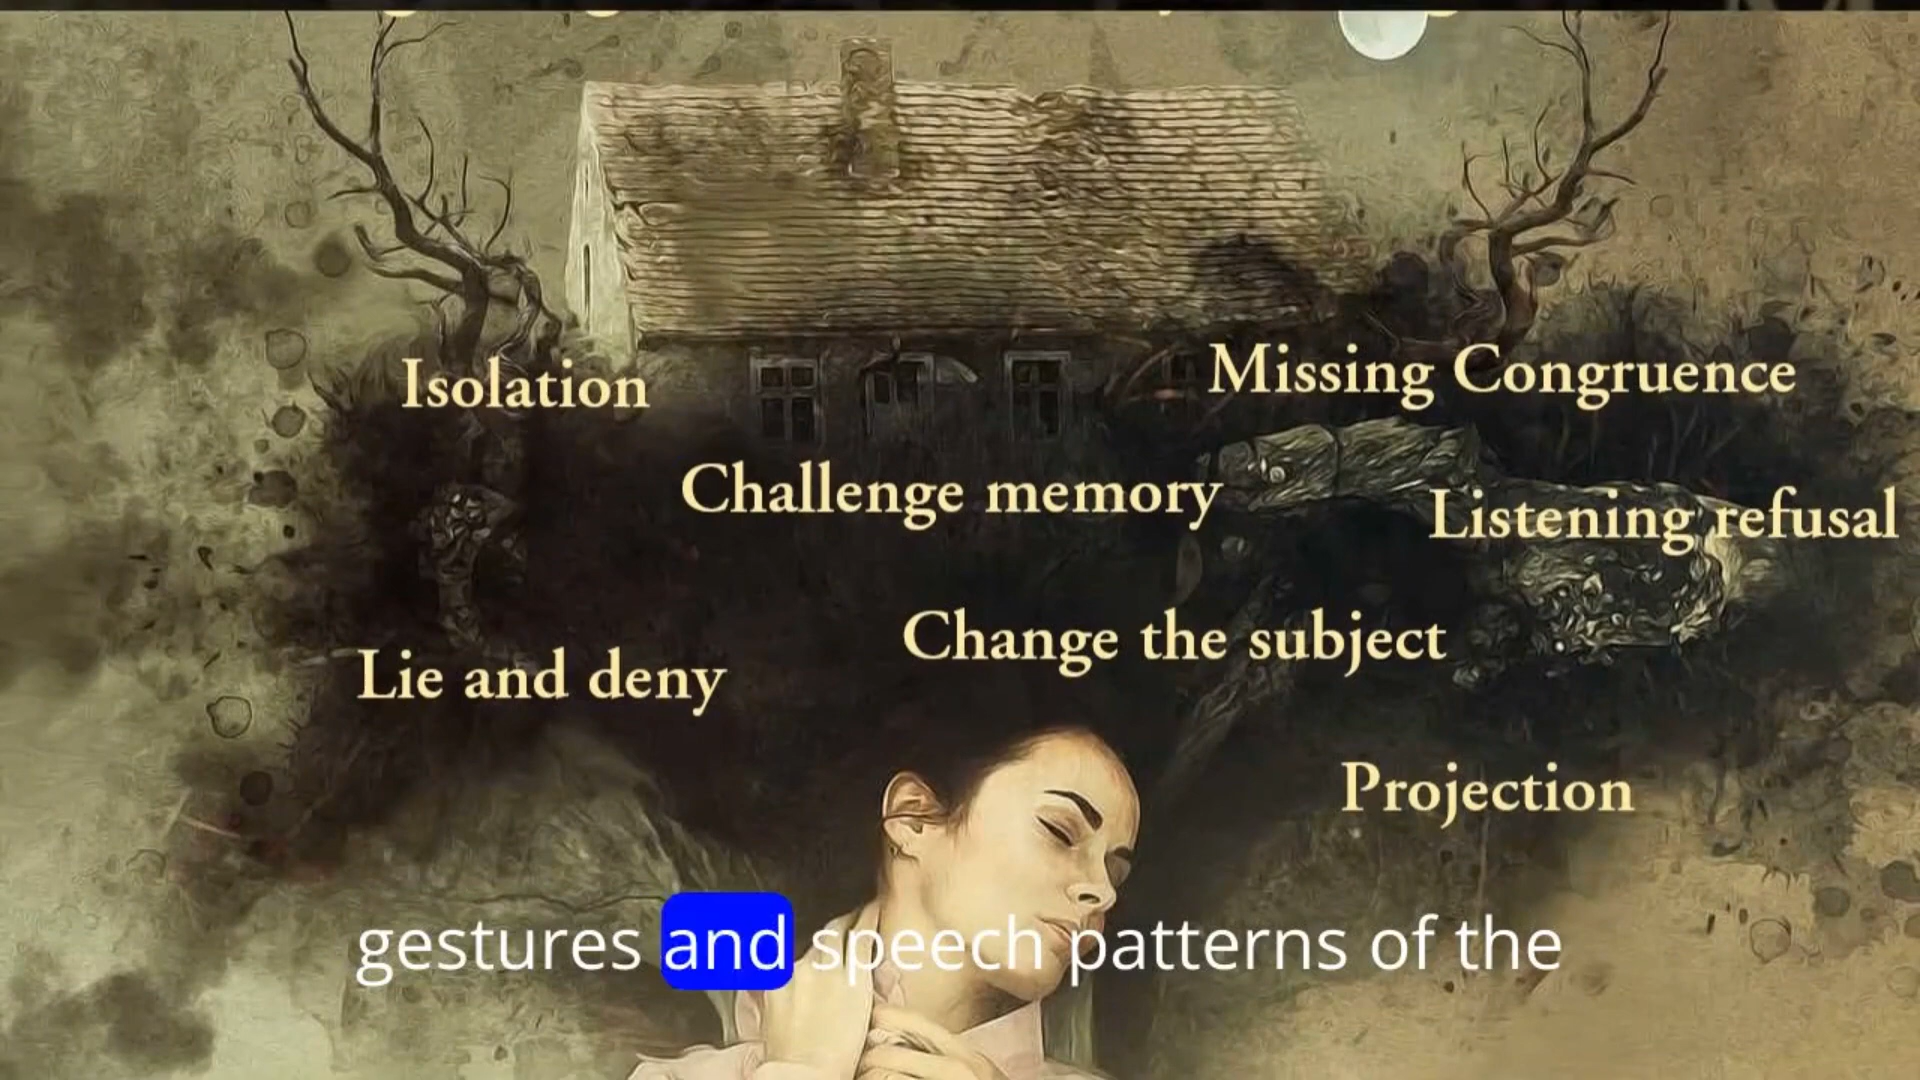 Isolation
Missing Congruence
Challenge memory
Listening refusal
Change the subject
Lie and deny
Projection
gestures and speech patterns of the